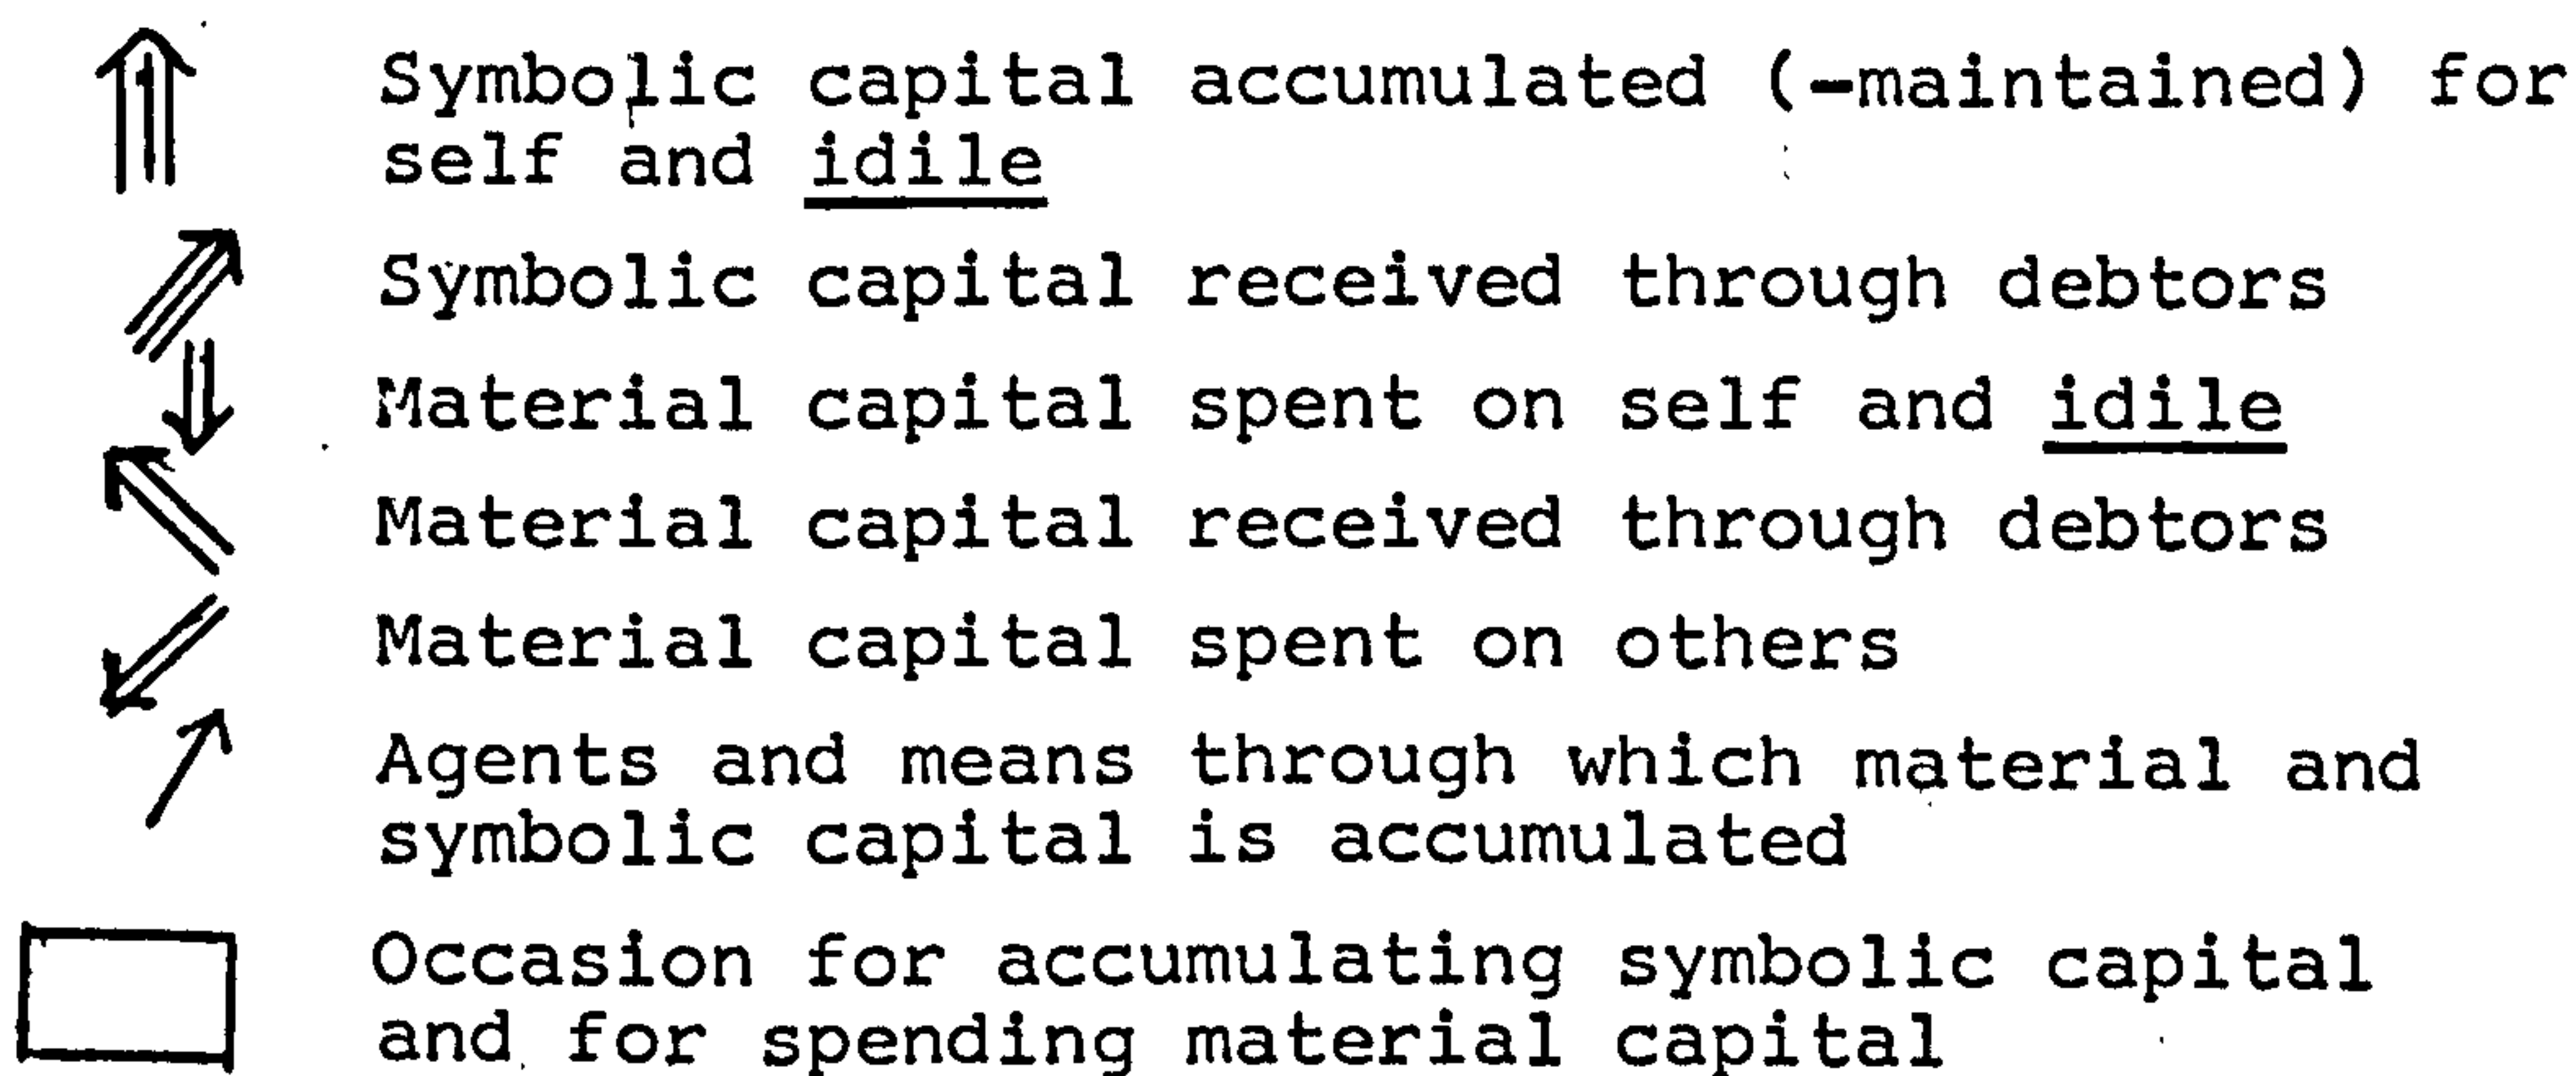 Symbolic capital accumulated (-maintained) for
self and idile
Symbolic capital received through debtors
Material capital spent on self and idile
Material capital received through debtors
Material capital spent on others
Agents and means through which material and
symbolic capital is accumulated
Occasion for accumulating symbolic capital
and for spending material capital